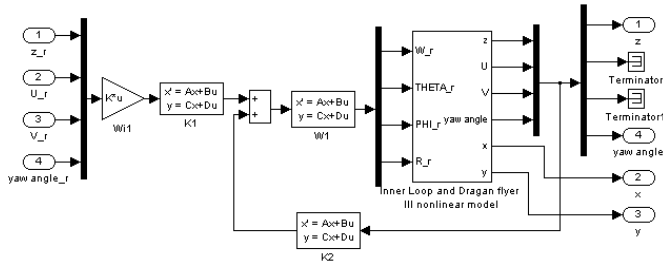 1
z_r
2
U_r
3
V_r
4
yaw angle_r
K*u
Wi1
x' = Ax+Bu
y = Cx+Du
K1
+
+
x' = Ax+Bu
y = Cx+Du
W1
W_r
THETA_r
PHI_r
R_r
z
U
V
yaw angle
x
y
Inner Loop and Dragan flyer
III nonlinear model
x' = Ax+Bu
y = Cx+Du
K2
1
z
Terminator
Terminator1
4
yaw angle
2
x
3
y